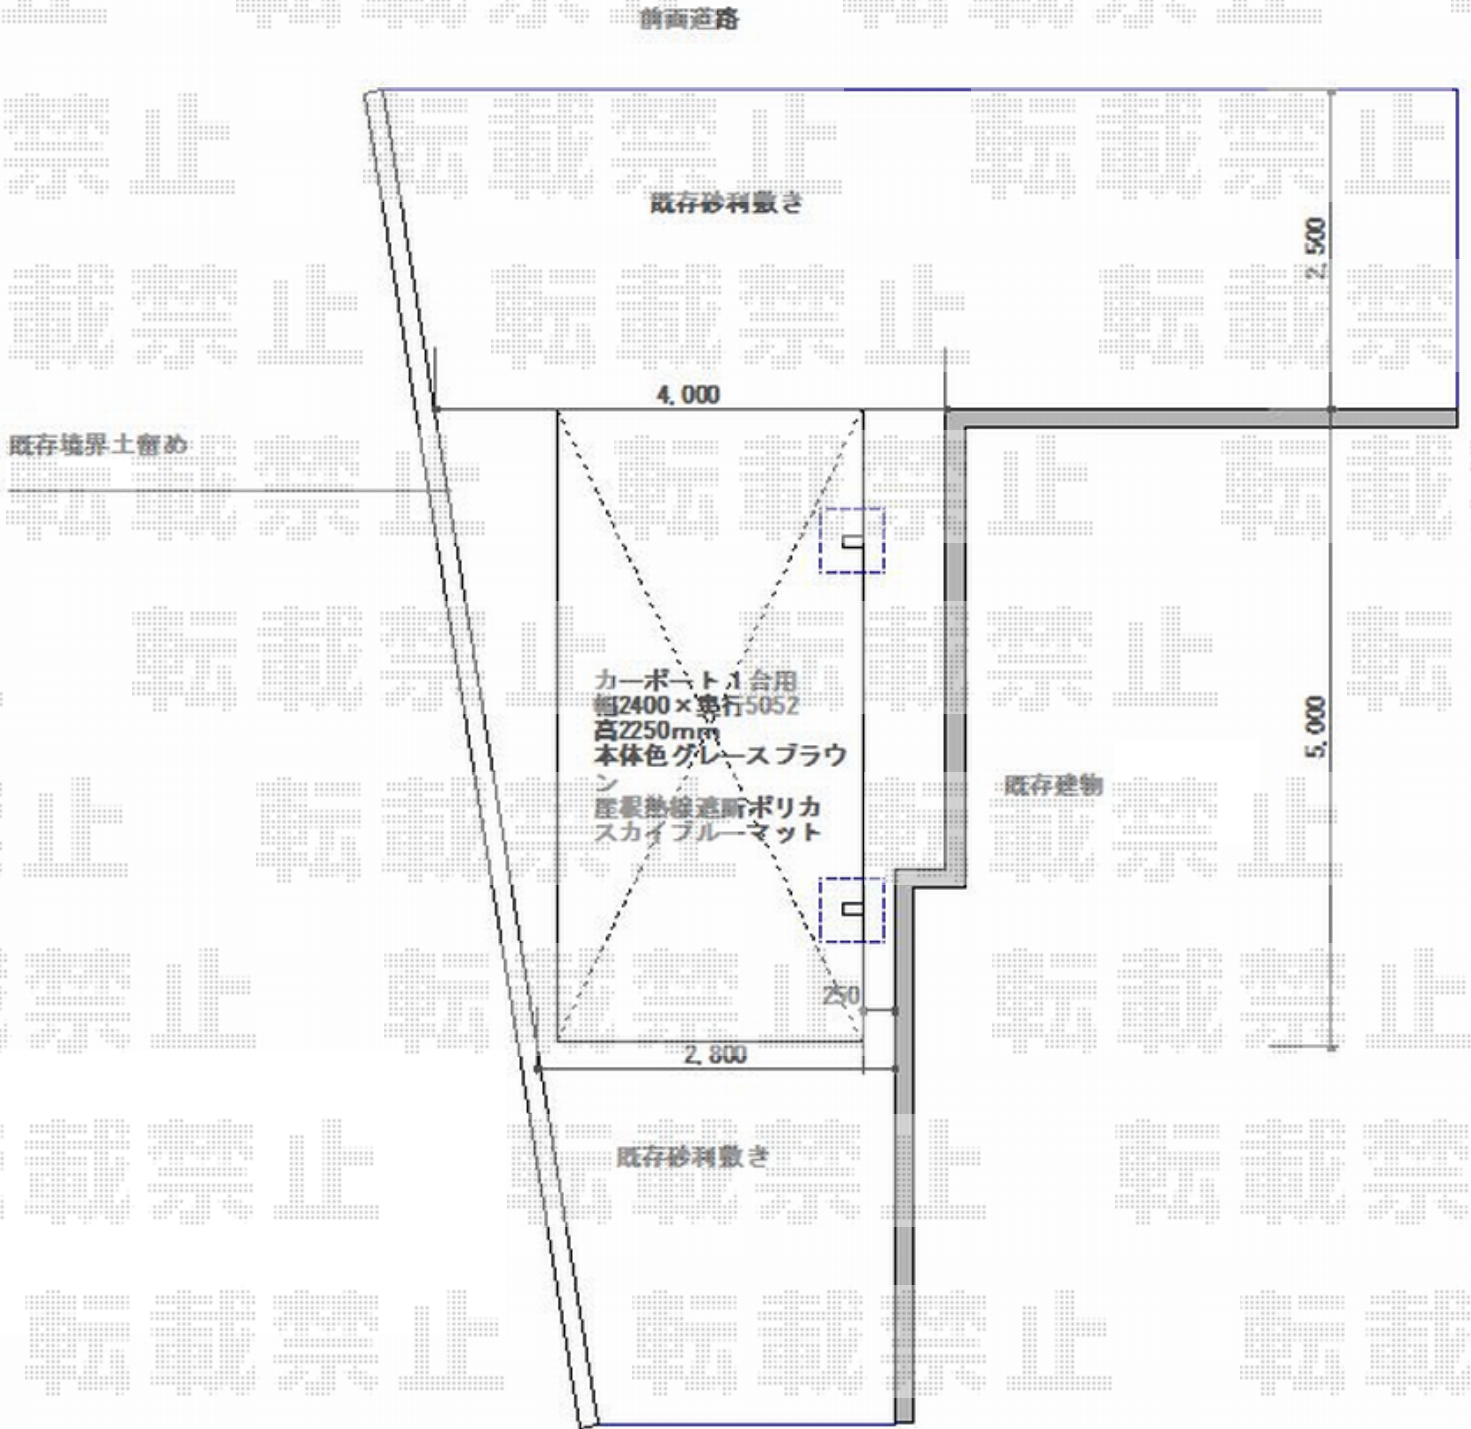 前面道路
既存砂利敷き
2,500
4,000
既存境界土留め
カーポート１台用
幅2400×奥行5052
高2250mm
本体色グレースブラウ
ン
屋根熱線遮断ポリカ
スカイブルーマット
5,000
既存建物
250
2,800
既存砂利敷き
転載禁止